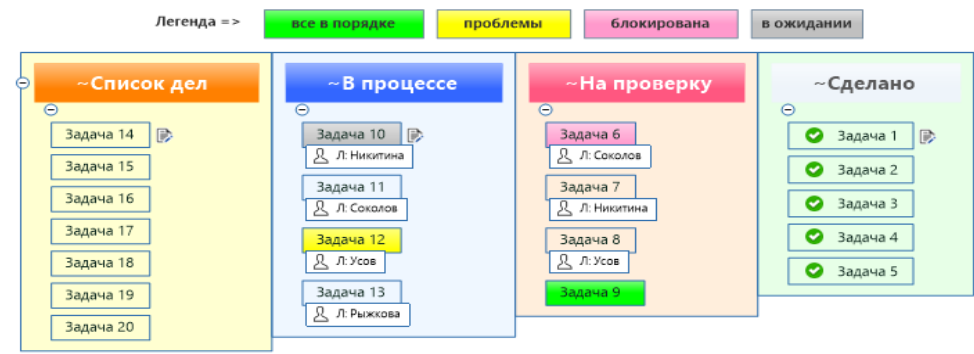 Легенда =>
все в порядке
проблемы
блокирована
в ожидании
~Список дел
Задача 14
Задача 15
Задача 16
Задача 17
Задача 18
Задача 19
Задача 20
~В процессе
Задача 10
Л: Никитина
Задача 11
Л: Соколов
Задача 12
Л: Усов
Задача 13
Л: Рыжкова
~На проверку
Задача 6
Л: Соколов
Задача 7
Л: Никитина
Задача 8
Л: Усов
Задача 9
~Сделано
Задача 1
Задача 2
Задача 3
Задача 4
Задача 5